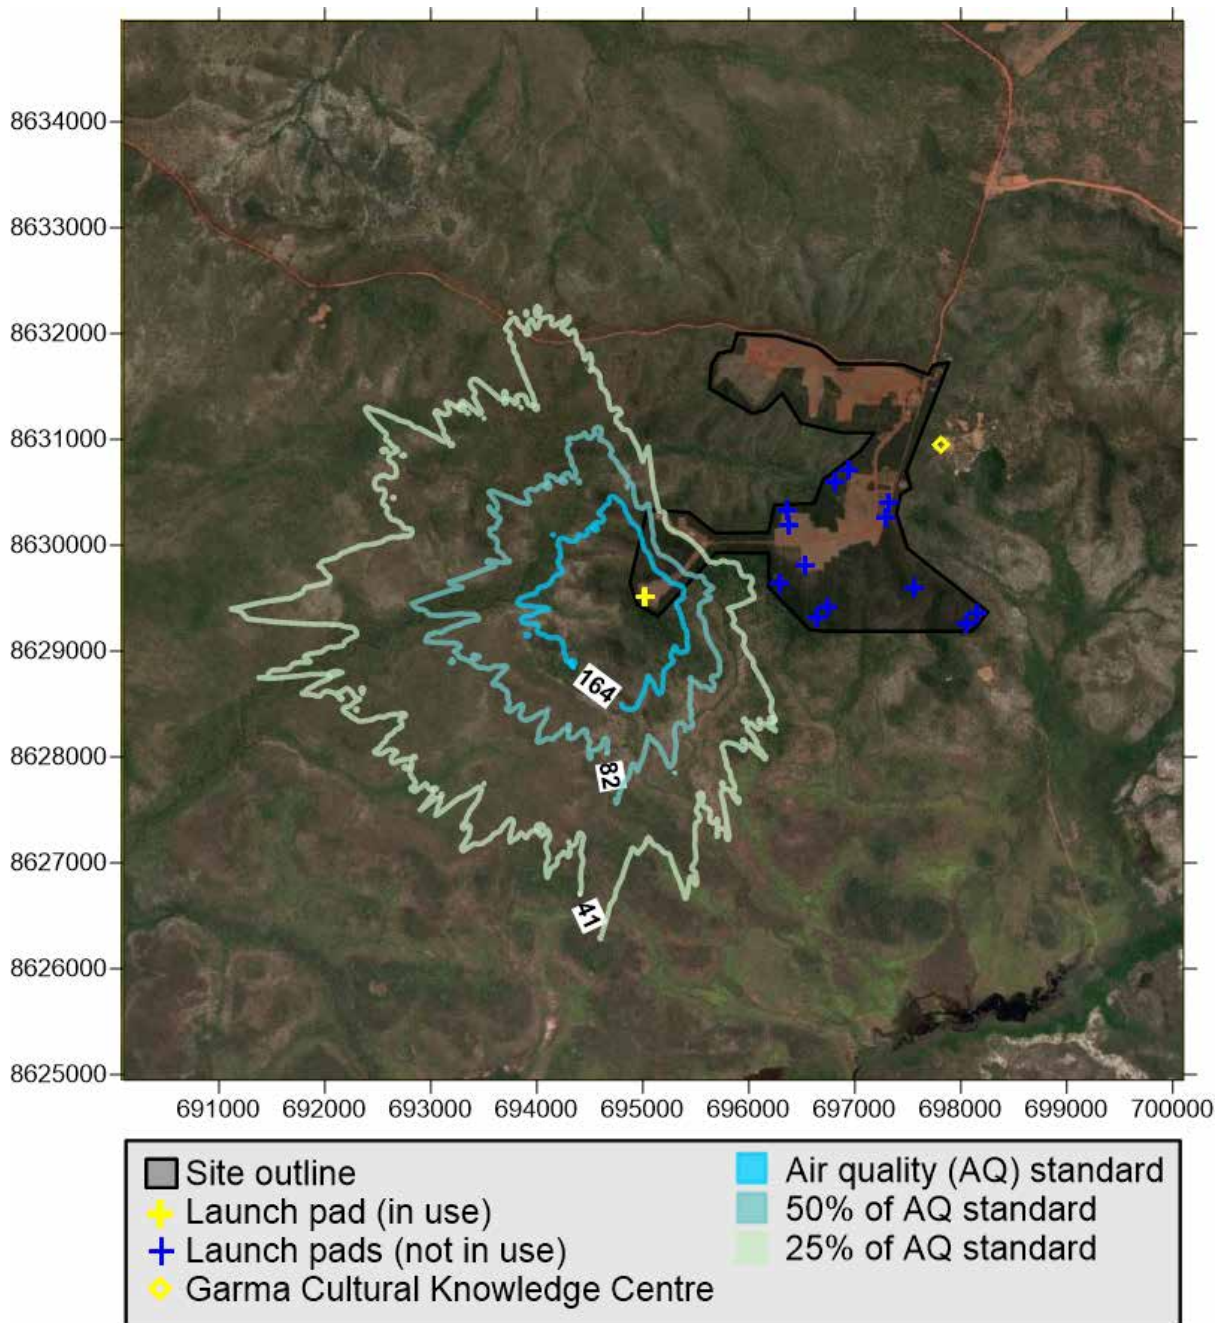 8634000
8633000
8632000
8631000
8630000
8629000
8628000
8627000
8626000
8625000
164
82
41
691000 692000 693000 694000 695000 696000 697000 698000 699000 700000
Site outline
Launch pad (in use)
Launch pads (not in use)
Garma Cultural Knowledge Centre
Air quality (AQ) standard
50% of AQ standard
25% of AQ standard